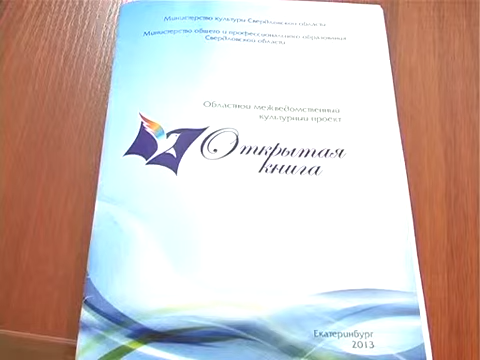 Министерство культуры Свердловской области
Министерство общего и профессионального образования
Свердловской области
Областной межведомственный
культурный проект
Открытая
книга
Екатеринбург
2013